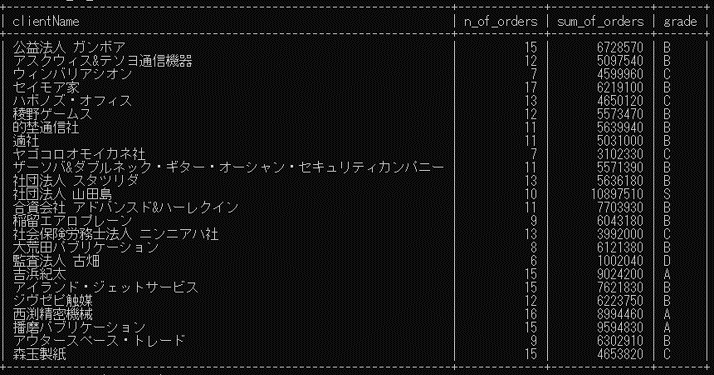 clientName | n_of_orders | sum_of_orders | grade
公益法人 ガンボア | 15 | 6728570 | B
アスクウィス&テソヨ通信機器 | 12 | 5097540 | B
ウィンバリアシオン | 7 | 4599960 | C
セイモア家 | 17 | 6219100 | B
ハボノズ・オフィス | 13 | 4650120 | C
稜野ゲームス | 12 | 5573470 | B
的埜通信社 | 11 | 5639940 | B
適社 | 11 | 5031000 | B
ヤゴコロオモイカネ社 | 7 | 3102330 | C
ザーソバ&ダブルネック・ギター・オーシャン・セキュリティカンパニー | 11 | 5571390 | B
社団法人 スタツリダ | 13 | 5636180 | B
社団法人 山田島 | 10 | 10897510 | S
合資会社 アドバンスド&ハーレクイン | 11 | 7703930 | B
稲留エアロプレーン | 9 | 6043180 | B
社会保険労務士法人 ニンニアハ社 | 13 | 3992000 | C
大荒田パブリケーション | 8 | 6121380 | B
監査法人 古畑 | 6 | 1002040 | D
吉浜紀太 | 15 | 9024200 | A
アイランド・ジェットサービス | 15 | 7621830 | B
ジヴゼビ触媒 | 12 | 6223750 | B
西渕精密機械 | 16 | 8994460 | A
播磨パブリケーション | 15 | 9594830 | A
アウタースペース・トレード | 9 | 6302910 | B
森玉製紙 | 15 | 4653820 | C